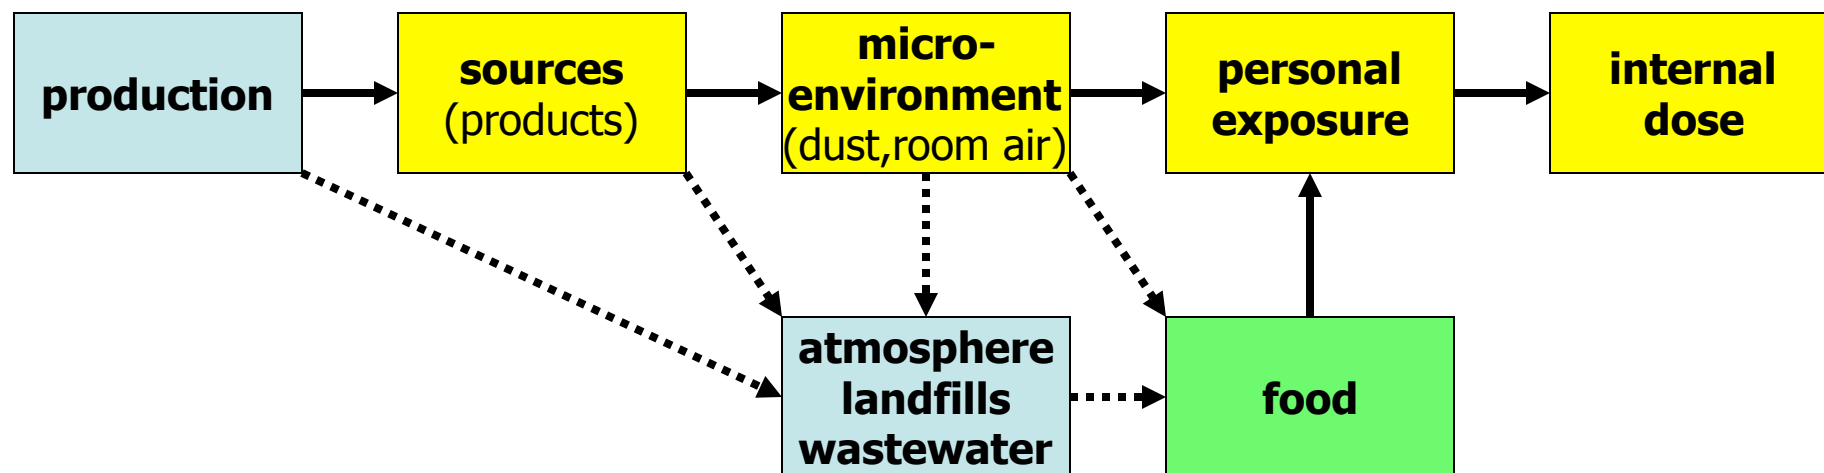 production
sources
(products)
micro-
environment
(dust,room air)
personal
exposure
internal
dose
atmosphere
landfills
wastewater
food